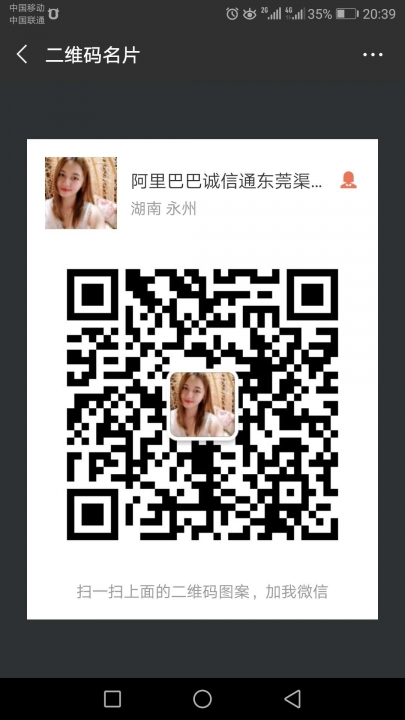 中国移动
中国联通
2G 4G 35% 20:39
二维码名片
阿里巴巴诚信通东莞渠...
湖南 永州
扫一扫上面的二维码图案，加我微信